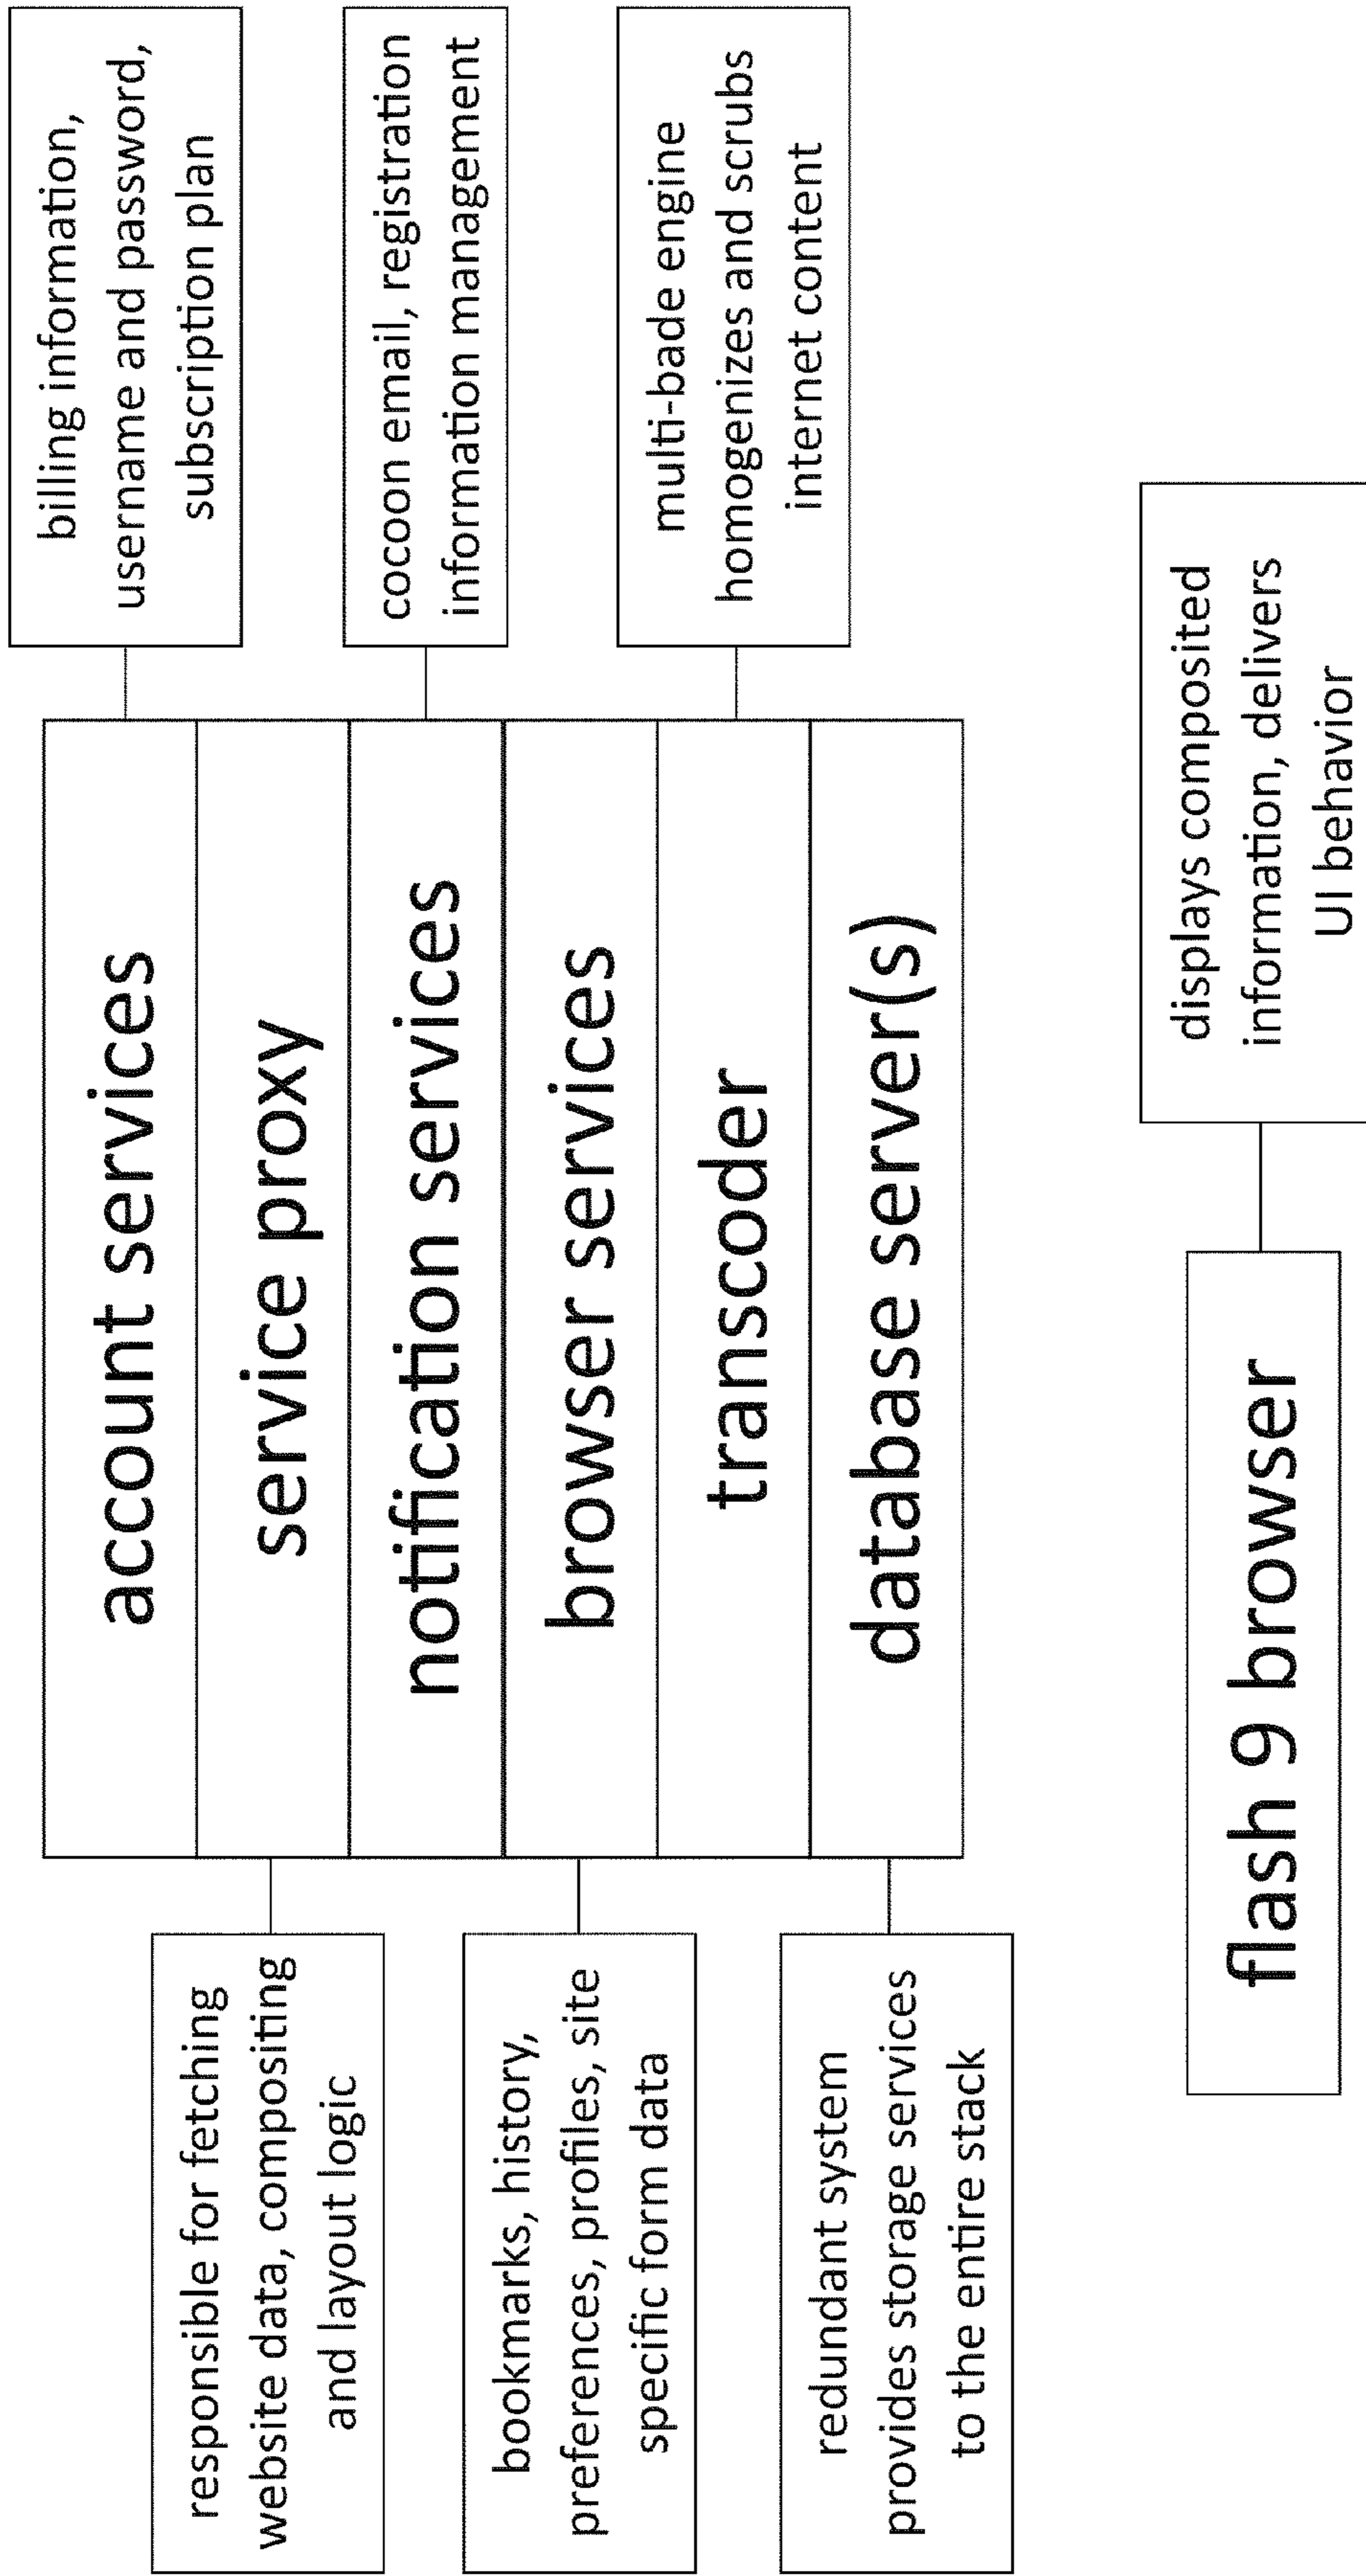 account services
service proxy
notification services
browser services
transcoder
database server(s)
billing information,
username and password,
subscription plan
cocoon email, registration
information management
multi-bade engine
homogenizes and scrubs
internet content
responsible for fetching
website data, compositing
and layout logic
bookmarks, history,
preferences, profiles, site
specific form data
redundant system
provides storage services
to the entire stack
flash 9 browser
displays composited
information, delivers
UI behavior